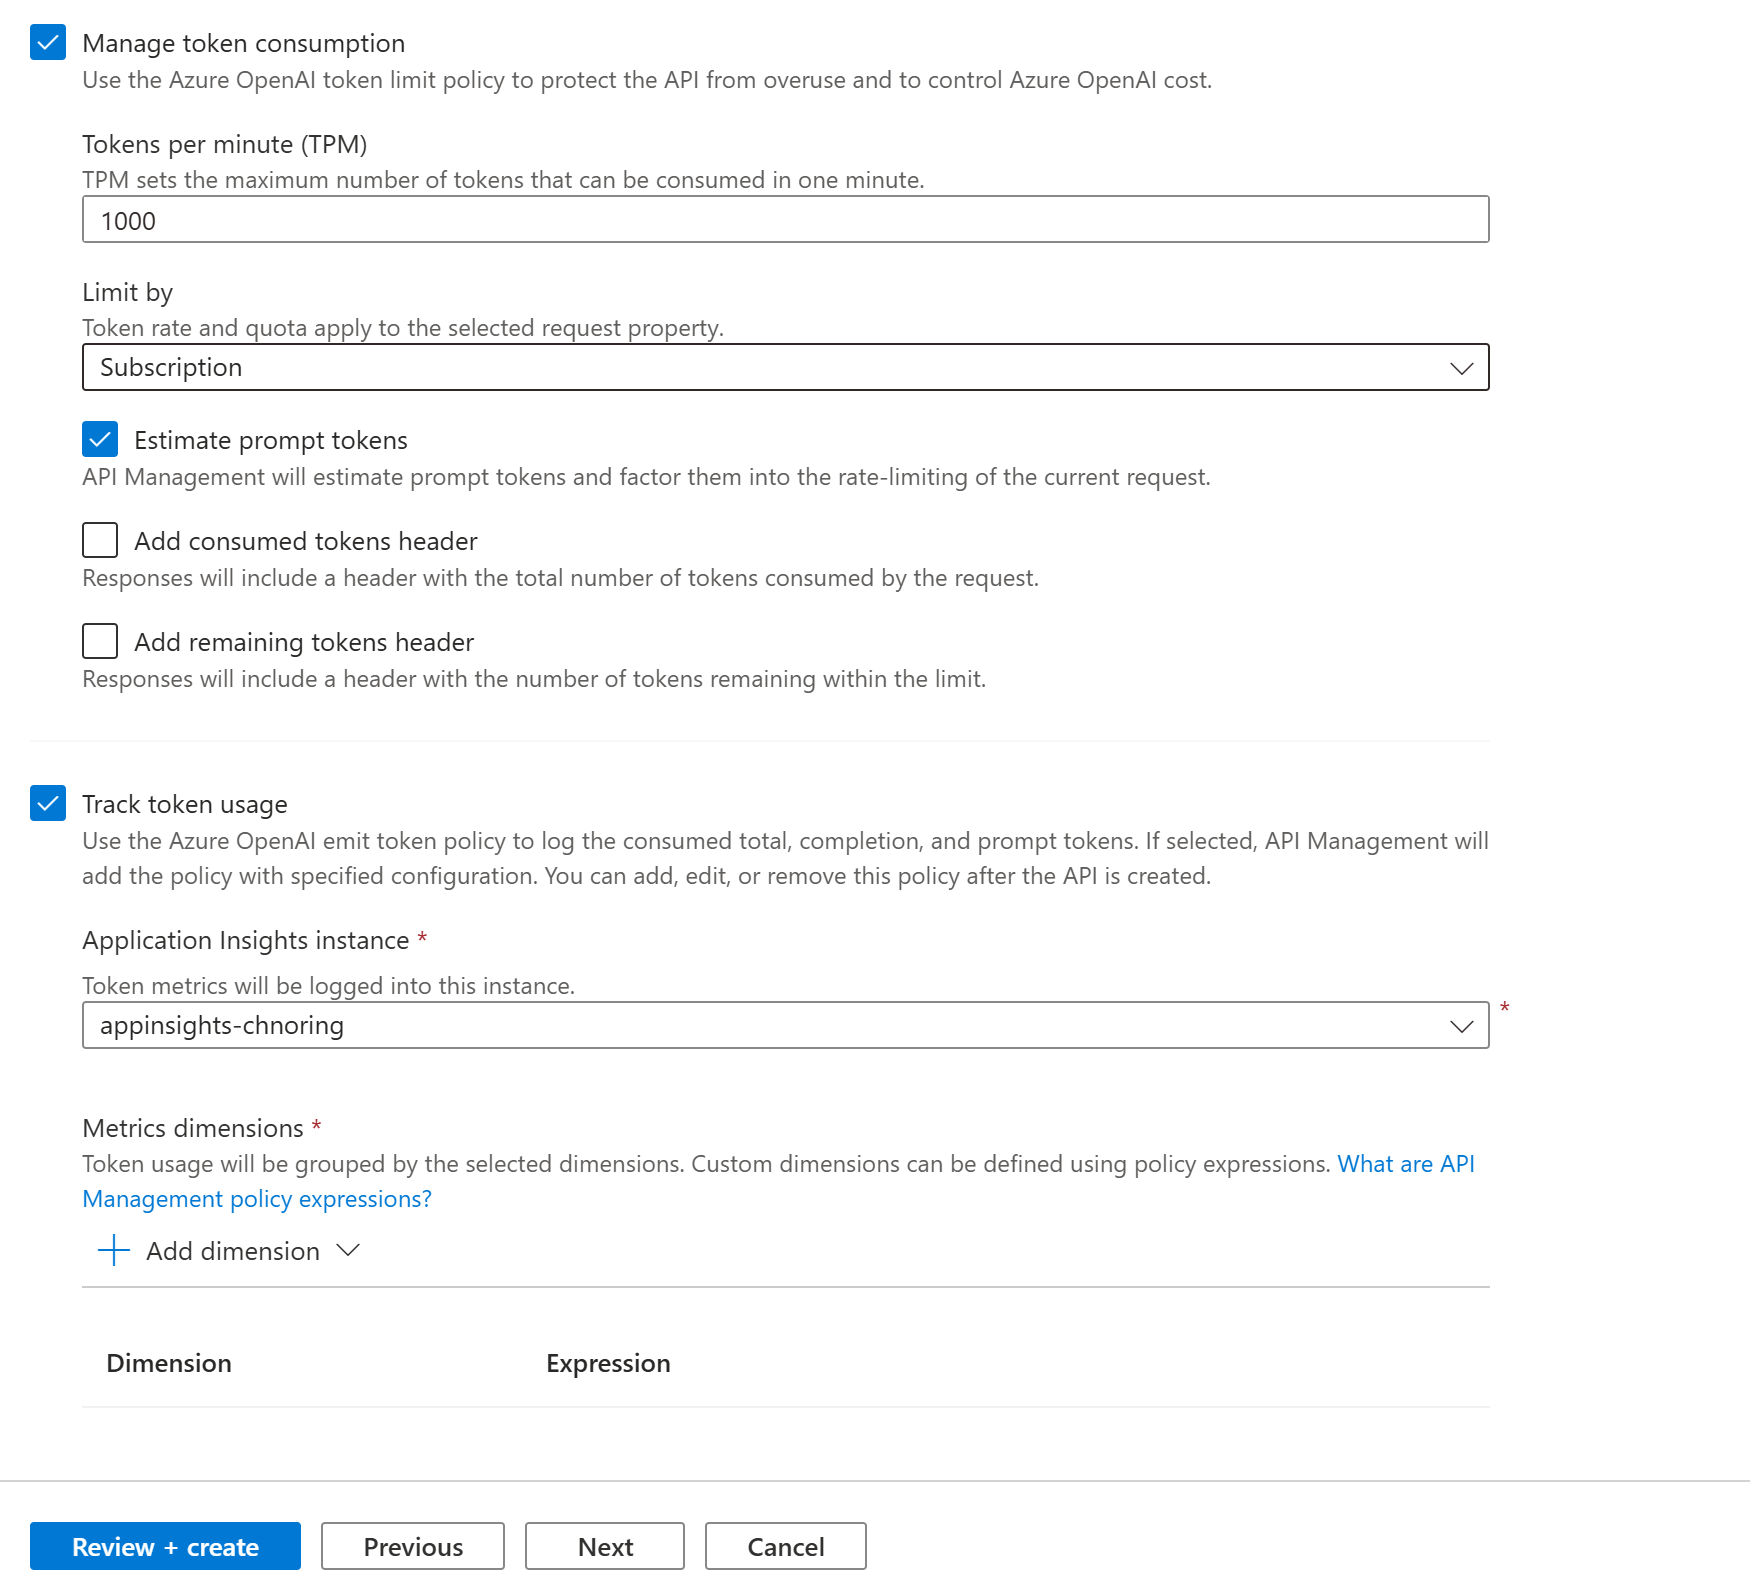 Manage token consumption
Use the Azure OpenAI token limit policy to protect the API from overuse and to control Azure OpenAI cost.
Tokens per minute (TPM)
TPM sets the maximum number of tokens that can be consumed in one minute.
1000
Limit by
Token rate and quota apply to the selected request property.
Subscription
Estimate prompt tokens
API Management will estimate prompt tokens and factor them into the rate-limiting of the current request.
Add consumed tokens header
Responses will include a header with the total number of tokens consumed by the request.
Add remaining tokens header
Responses will include a header with the number of tokens remaining within the limit.
Track token usage
Use the Azure OpenAI emit token policy to log the consumed total, completion, and prompt tokens. If selected, API Management will
add the policy with specified configuration. You can add, edit, or remove this policy after the API is created.
Application Insights instance *
Token metrics will be logged into this instance.
appinsights-chnoring *
Metrics dimensions *
Token usage will be grouped by the selected dimensions. Custom dimensions can be defined using policy expressions. What are API
Management policy expressions?
Add dimension
Dimension Expression
Review + create Previous Next Cancel